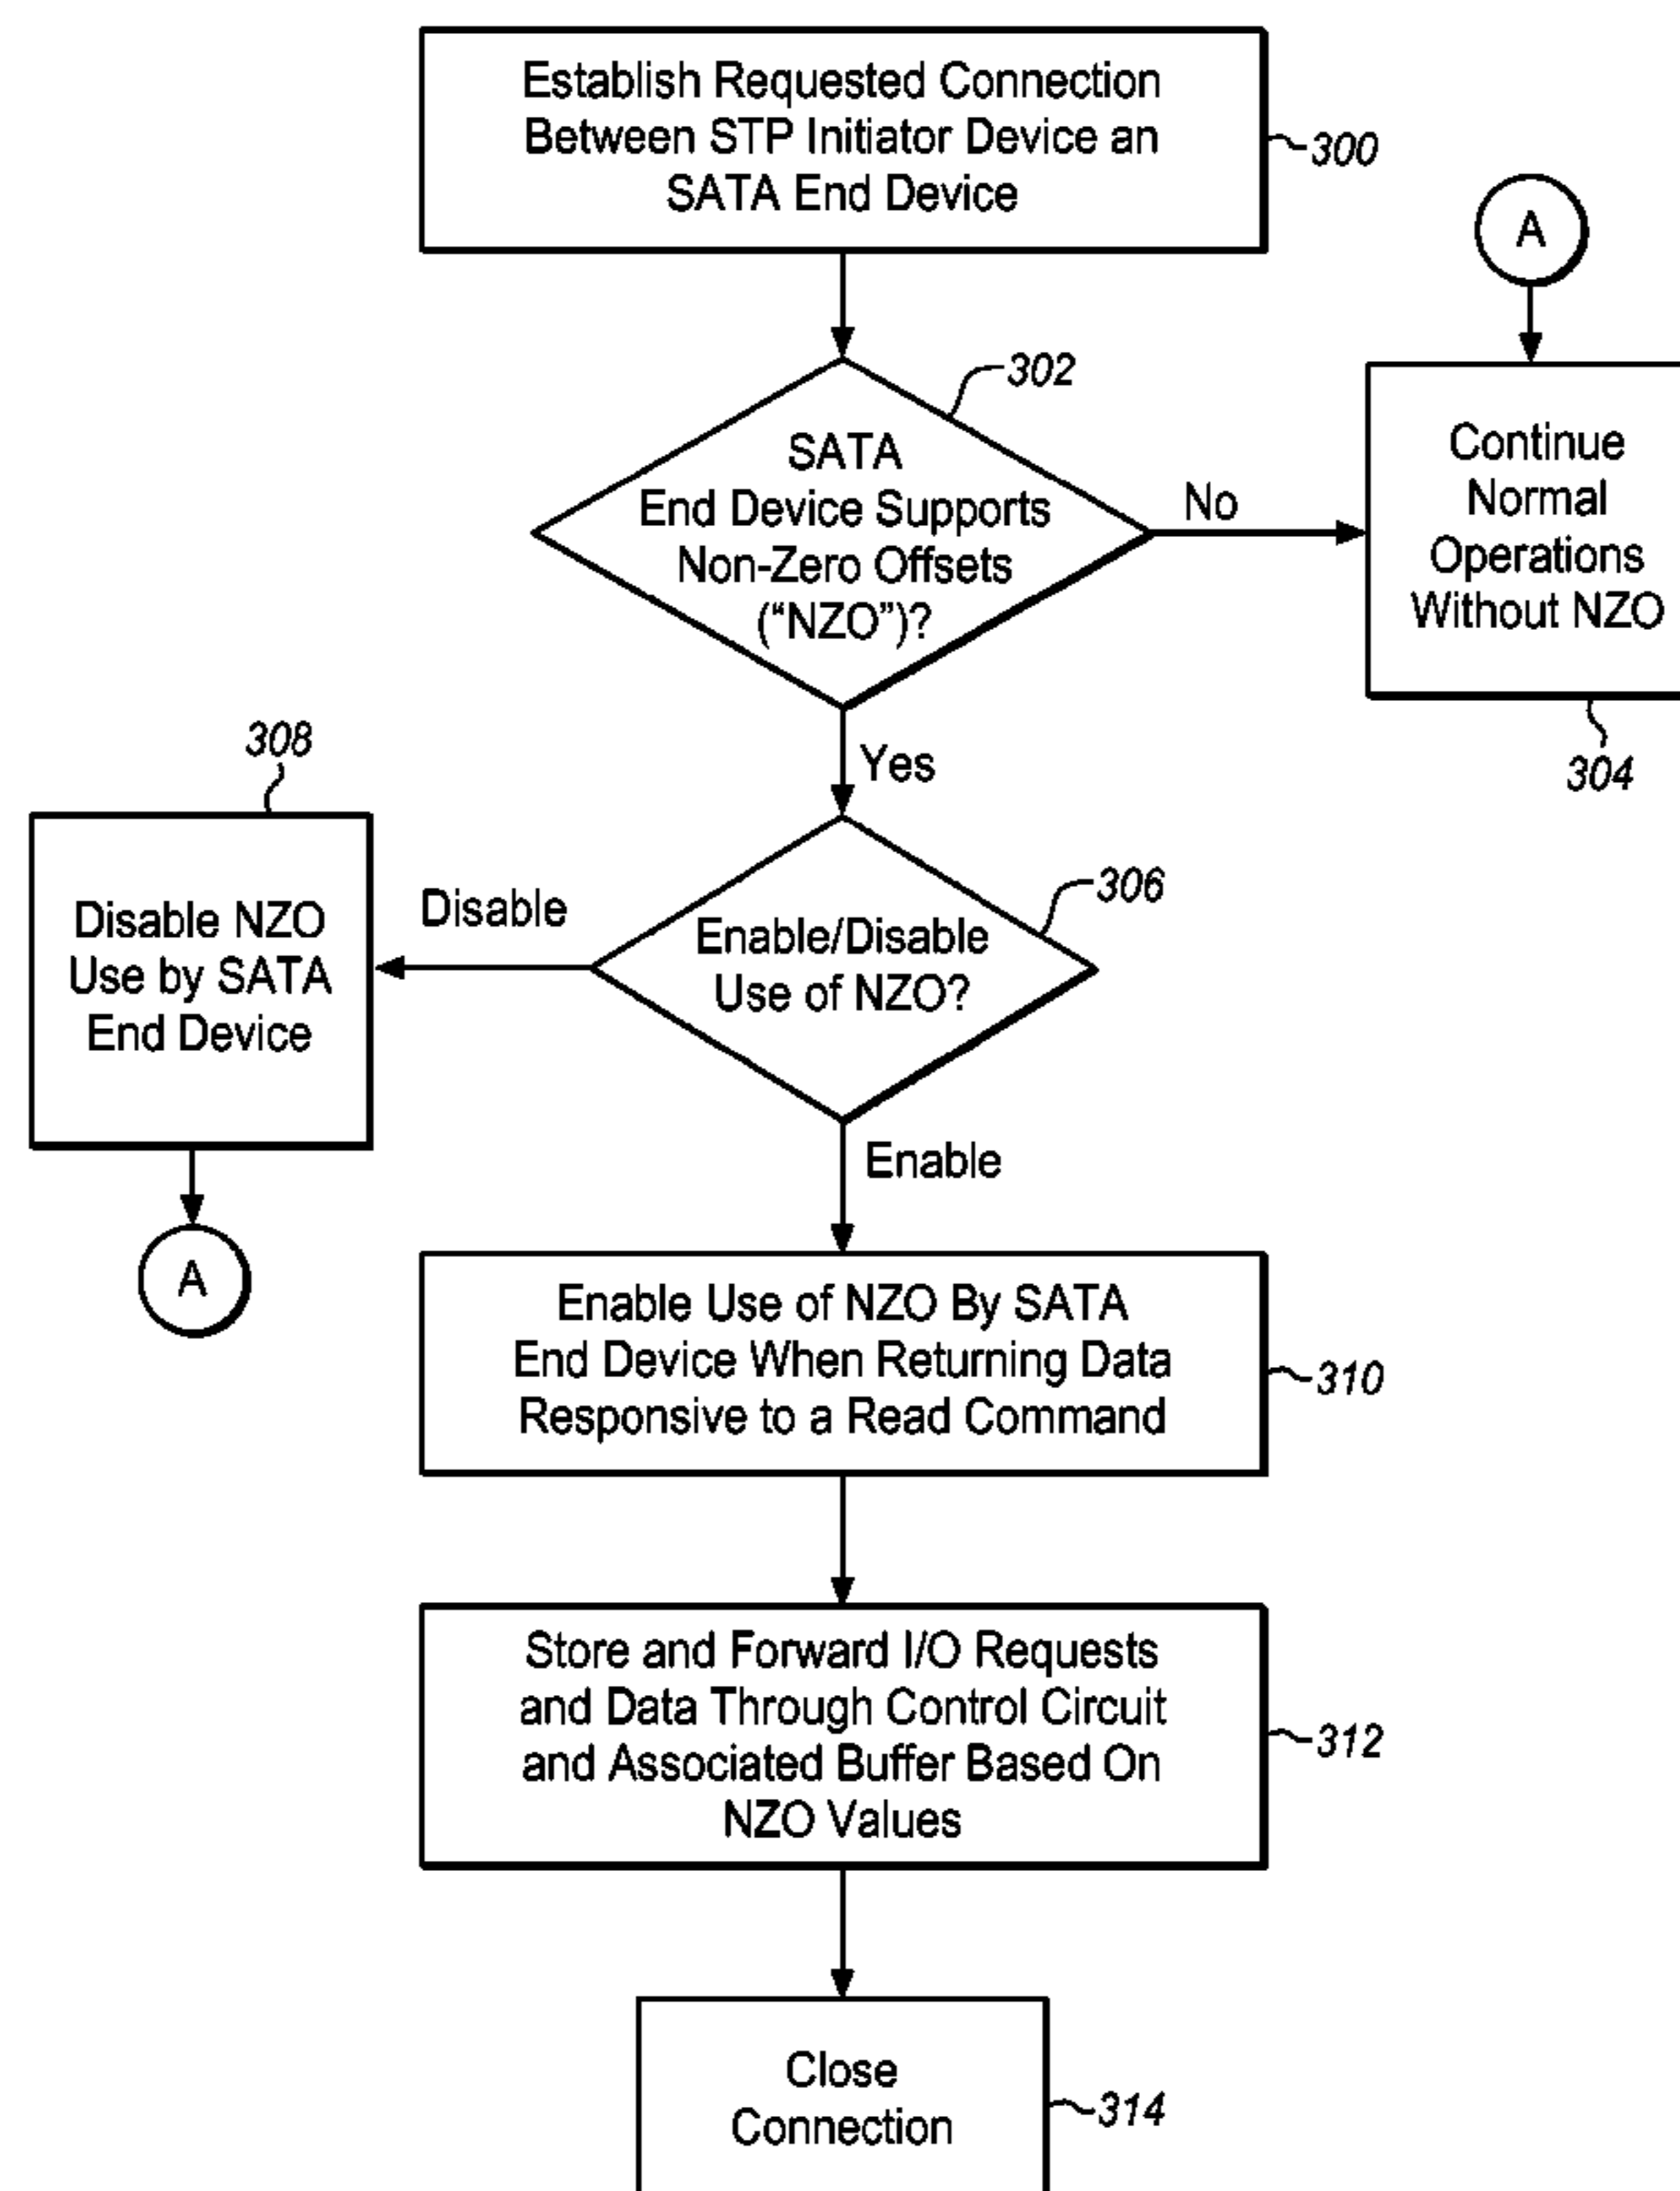 Establish Requested Connection
Between STP Initiator Device an
SATA End Device
300
A
302
SATA
End Device Supports
Non-Zero Offsets
("NZO")?
No
Continue
Normal
Operations
Without NZO
304
Yes
308
Disable NZO
Use by SATA
End Device
Disable
306
Enable/Disable
Use of NZO?
A
Enable
Enable Use of NZO By SATA
End Device When Returning Data
Responsive to a Read Command
310
Store and Forward I/O Requests
and Data Through Control Circuit
and Associated Buffer Based On
NZO Values
312
Close
Connection
314